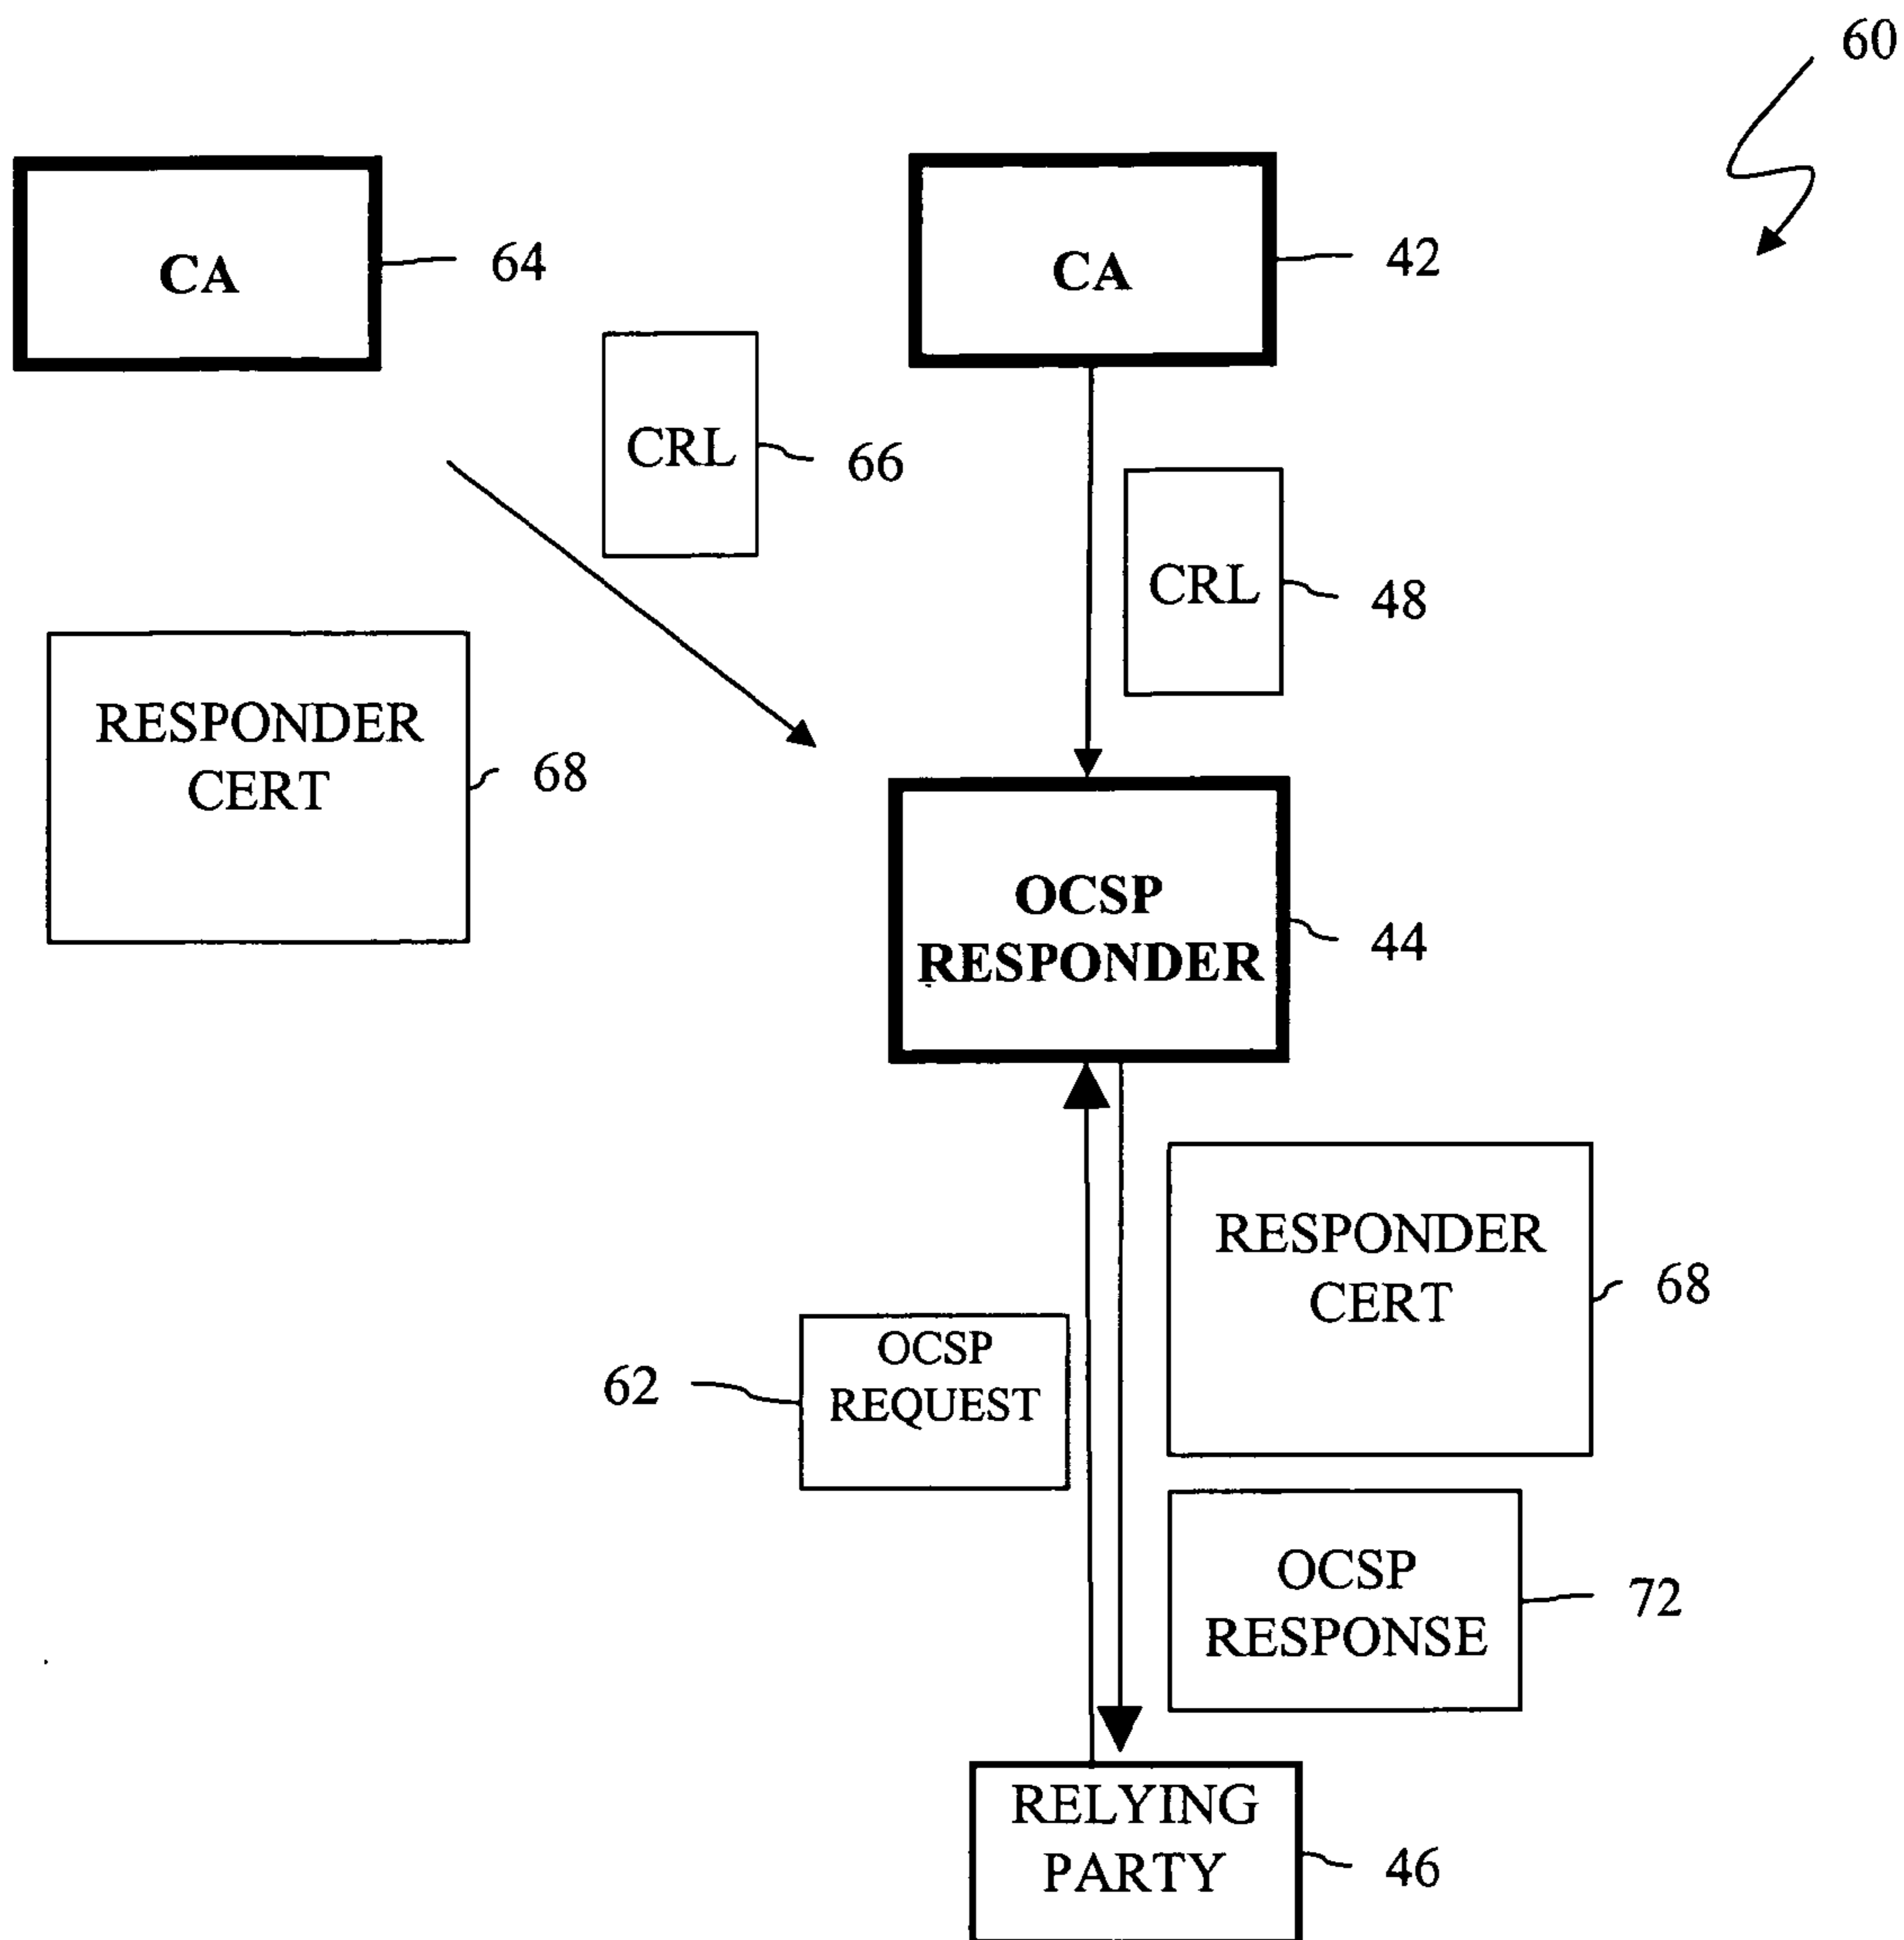 60
CA
64
CA
42
CRL
66
CRL
48
RESPONDER
CERT
68
OCSP
RESPONDER
44
RESPONDER
CERT
68
OCSP
REQUEST
62
OCSP
RESPONSE
72
RELYING
PARTY
46